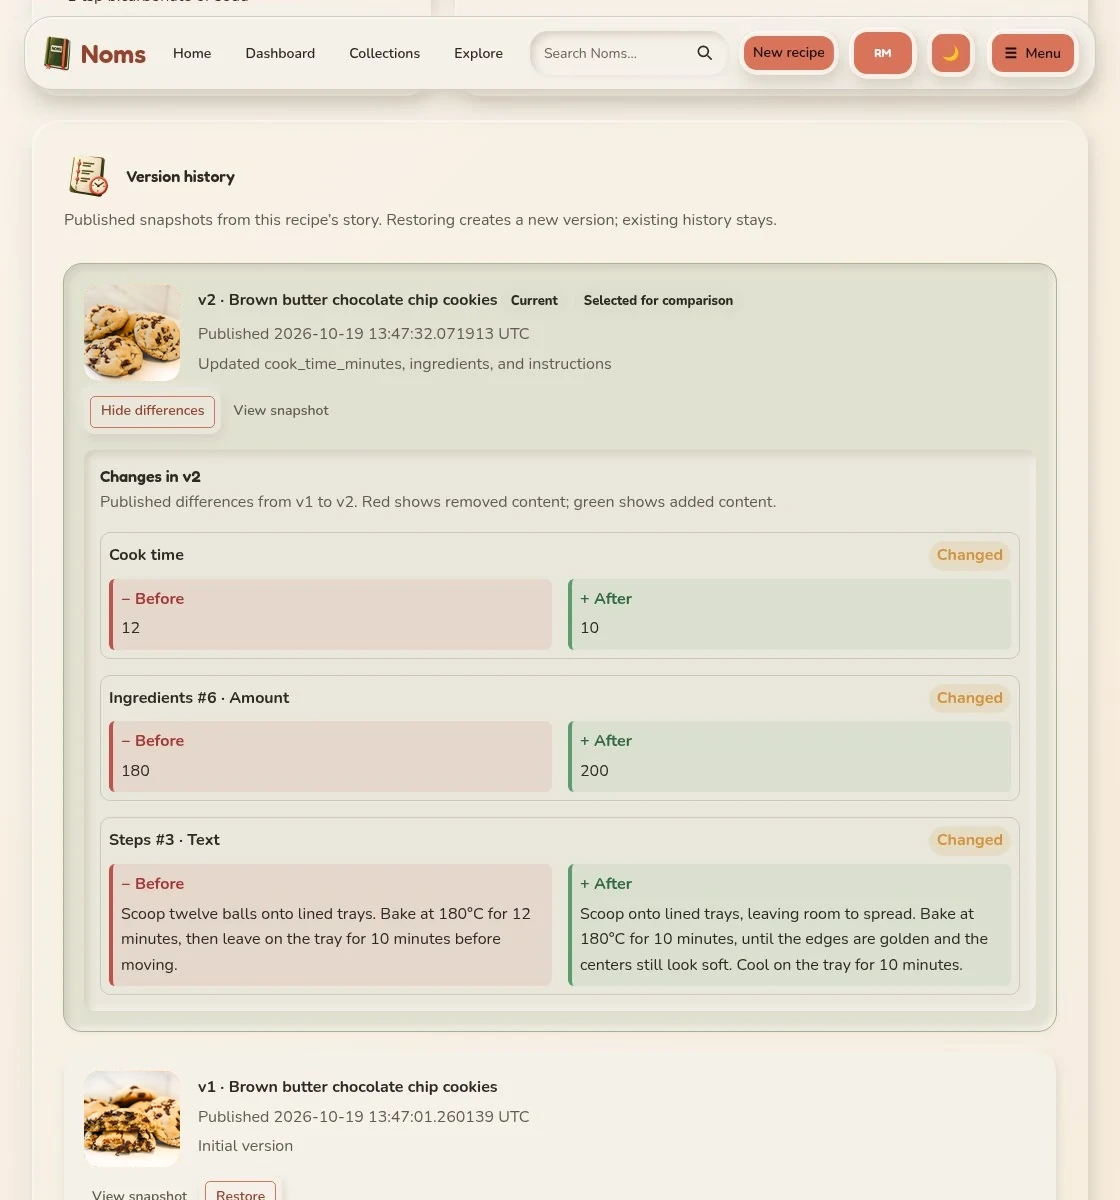 1 tsp bicarbonate of soda
Noms
Home
Dashboard
Collections
Explore
Search Noms...
New recipe
RM
Menu
Version history
Published snapshots from this recipe's story. Restoring creates a new version; existing history stays.
v2 · Brown butter chocolate chip cookies Current Selected for comparison
Published 2026-10-19 13:47:32.071913 UTC
Updated cook_time_minutes, ingredients, and instructions
Hide differences View snapshot
Changes in v2
Published differences from v1 to v2. Red shows removed content; green shows added content.
Cook time Changed
− Before
12
+ After
10
Ingredients #6 · Amount Changed
− Before
180
+ After
200
Steps #3 · Text Changed
− Before
Scoop twelve balls onto lined trays. Bake at 180°C for 12
minutes, then leave on the tray for 10 minutes before
moving.
+ After
Scoop onto lined trays, leaving room to spread. Bake at
180°C for 10 minutes, until the edges are golden and the
centers still look soft. Cool on the tray for 10 minutes.
v1 · Brown butter chocolate chip cookies
Published 2026-10-19 13:47:01.260139 UTC
Initial version
View snapshot Restore